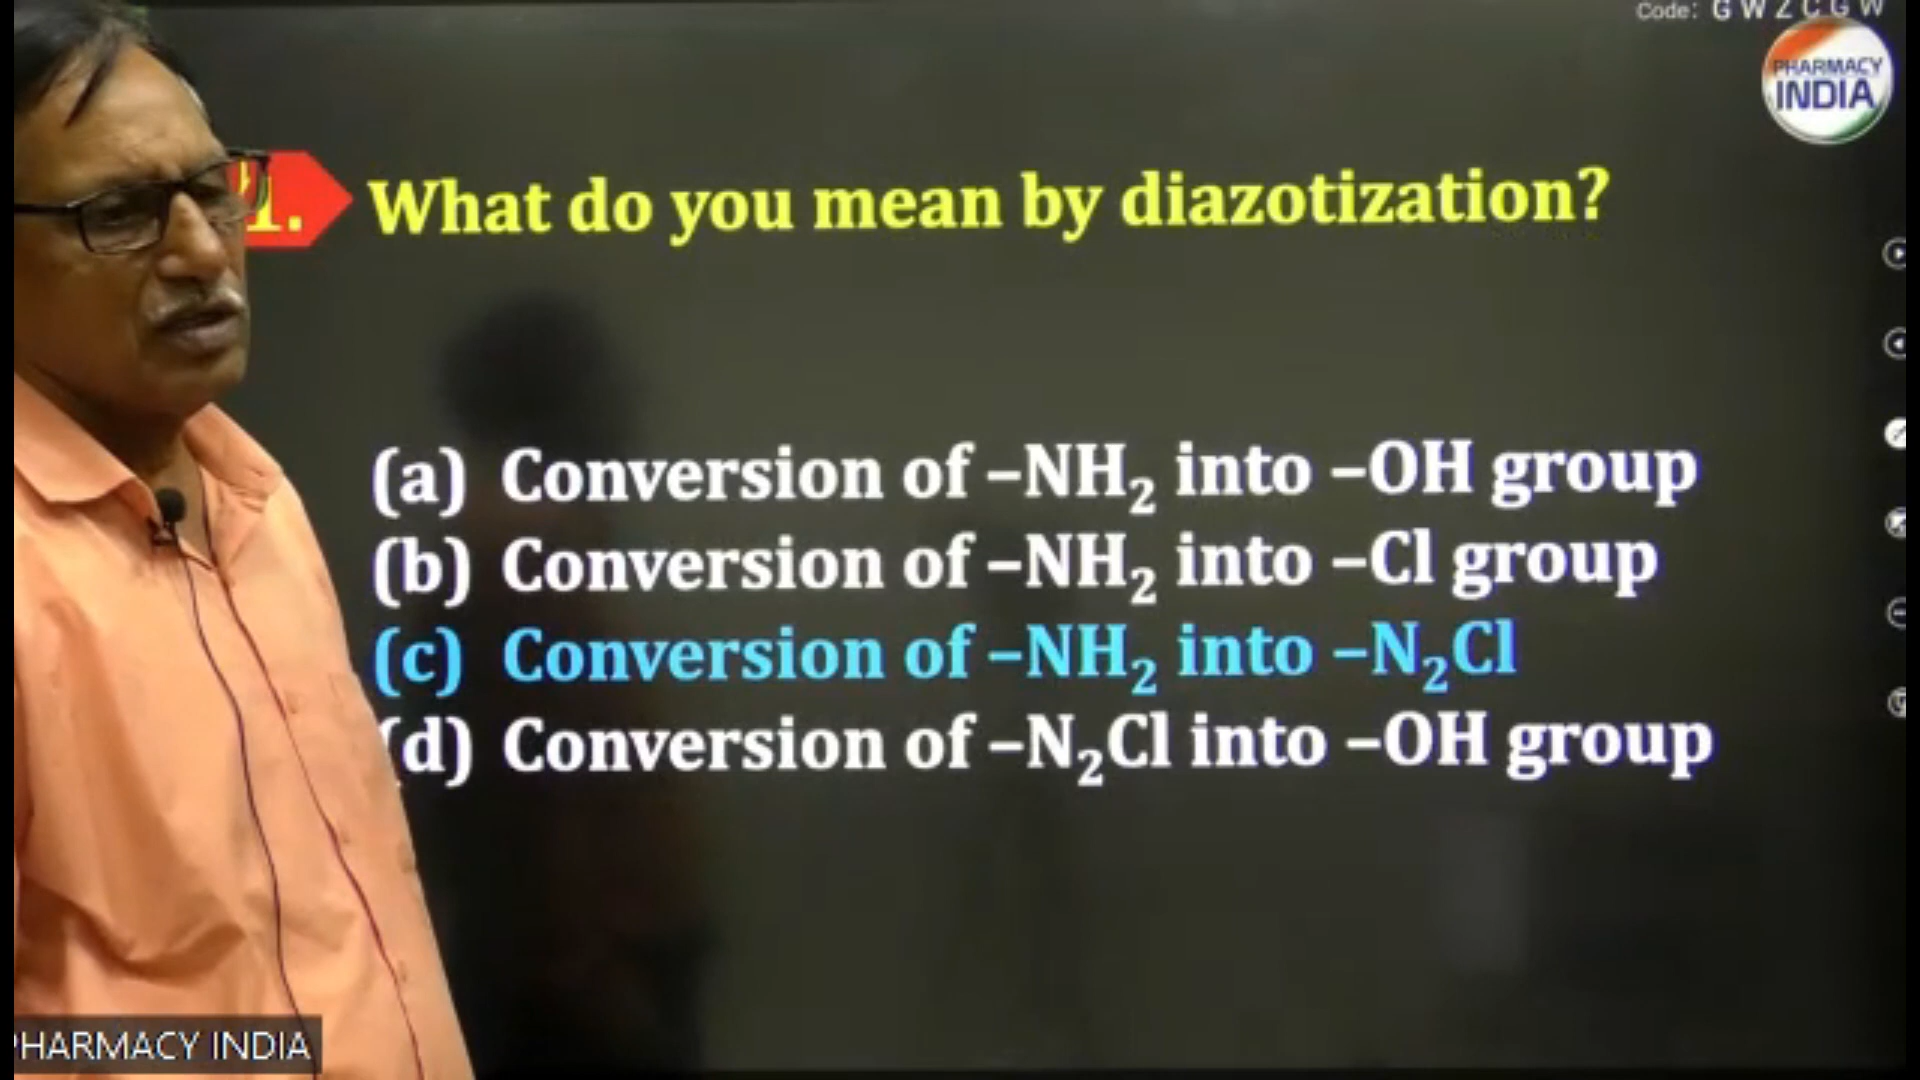 Code: G W Z C G W
PHARMACY
INDIA
1. What do you mean by diazotization?
(a) Conversion of –NH₂ into –OH group
(b) Conversion of –NH₂ into –Cl group
(c) Conversion of –NH₂ into –N₂Cl
(d) Conversion of –N₂Cl into –OH group
PHARMACY INDIA